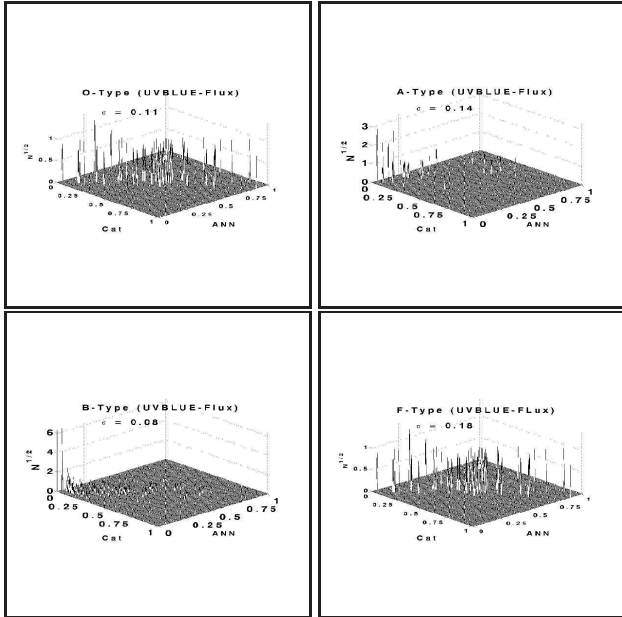 O-Type (UVBLUE-Flux)
σ = 0.11
N^1/2
1
0.5
0
0
0.25
0.5
0.75
1
Cat
0
0.25
0.5
0.75
1
ANN
A-Type (UVBLUE-Flux)
σ = 0.14
N^1/2
3
2
1
0
0
0.25
0.5
0.75
1
Cat
0
0.25
0.5
0.75
1
ANN
B-Type (UVBLUE-Flux)
σ = 0.08
N^1/2
6
4
2
0
0
0.25
0.5
0.75
1
Cat
0
0.25
0.5
0.75
1
ANN
F-Type (UVBLUE-FLux)
σ = 0.18
N^1/2
1
0.5
0
0
0.25
0.5
0.75
1
Cat
0
0.25
0.5
0.75
1
ANN